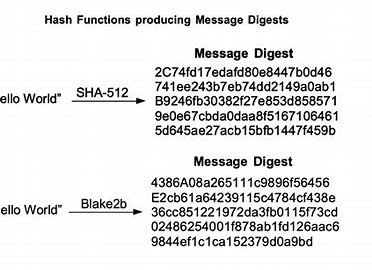 Hash Functions producing Message Digests
Message Digest
2C74fd17edafd80e8447b0d46
741ee243b7eb74dd2149a0ab1
ello World” SHA-512 B9246fb30382f27e853d858571
9e0e67cbda0daa8f5167106461
5d645ae27acb15bfb1447f459b
Message Digest
4386A08a265111c9896f56456
E2cb61a64239115c4784cf438e
ello World” Blake2b 36cc851221972da3fb0115f73cd
02486254001f878ab1fd126aac6
9844ef1c1ca152379d0a9bd